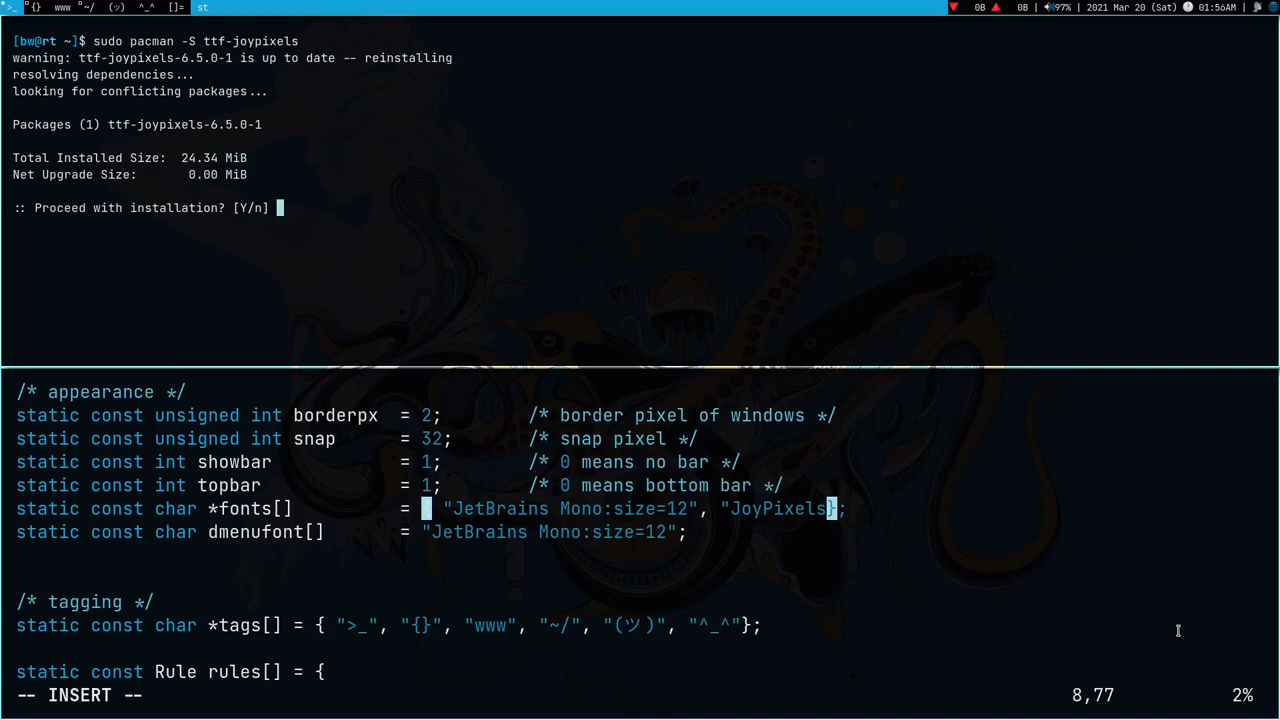 >_ {} www ~/ (ツ) ^_^ []= st 0B 0B | 97% | 2021 Mar 20 (Sat) 01:56AM |
[bw@rt ~]$ sudo pacman -S ttf-joypixels
warning: ttf-joypixels-6.5.0-1 is up to date -- reinstalling
resolving dependencies...
looking for conflicting packages...
Packages (1) ttf-joypixels-6.5.0-1
Total Installed Size:  24.34 MiB
Net Upgrade Size:       0.00 MiB
:: Proceed with installation? [Y/n]
/* appearance */
static const unsigned int borderpx  = 2;        /* border pixel of windows */
static const unsigned int snap      = 32;       /* snap pixel */
static const int showbar            = 1;        /* 0 means no bar */
static const int topbar             = 1;        /* 0 means bottom bar */
static const char *fonts[]          = { "JetBrains Mono:size=12", "JoyPixels};
static const char dmenufont[]       = "JetBrains Mono:size=12";
/* tagging */
static const char *tags[] = { ">_", "{}", "www", "~/", "(ツ)", "^_^"};
static const Rule rules[] = {
-- INSERT -- 8,77 2%